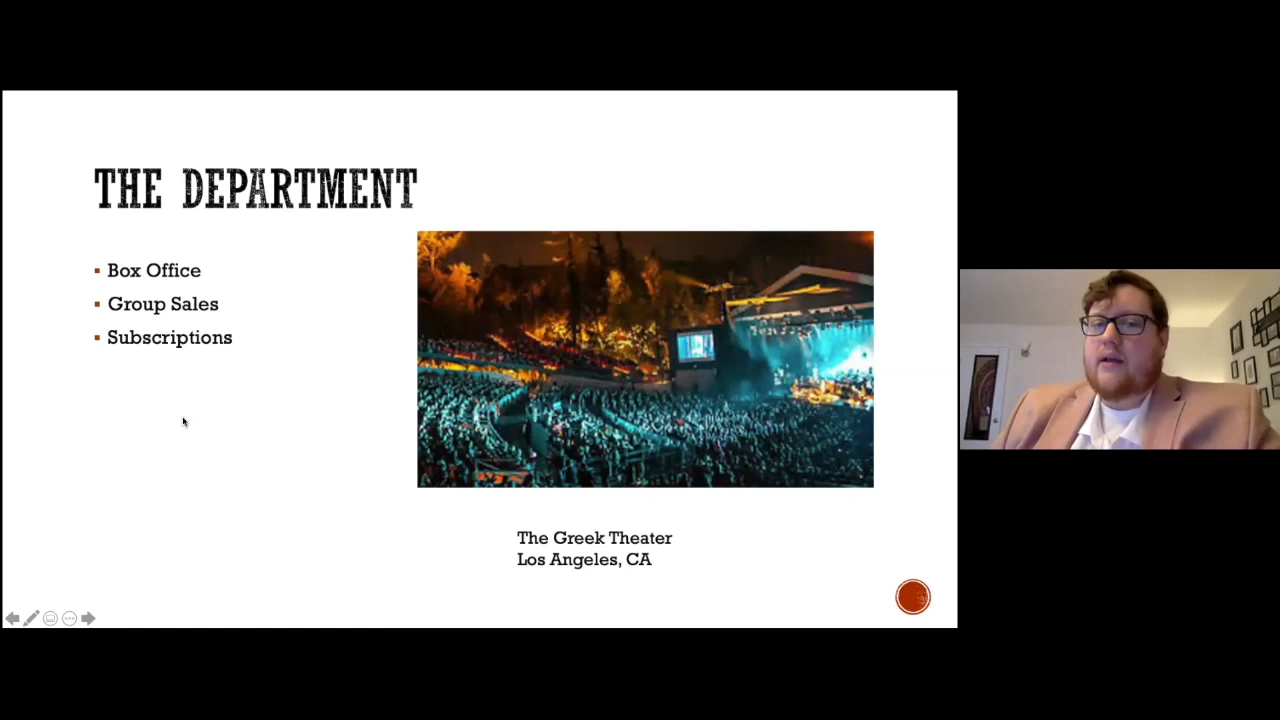 THE DEPARTMENT
Box Office
Group Sales
Subscriptions
The Greek Theater
Los Angeles, CA